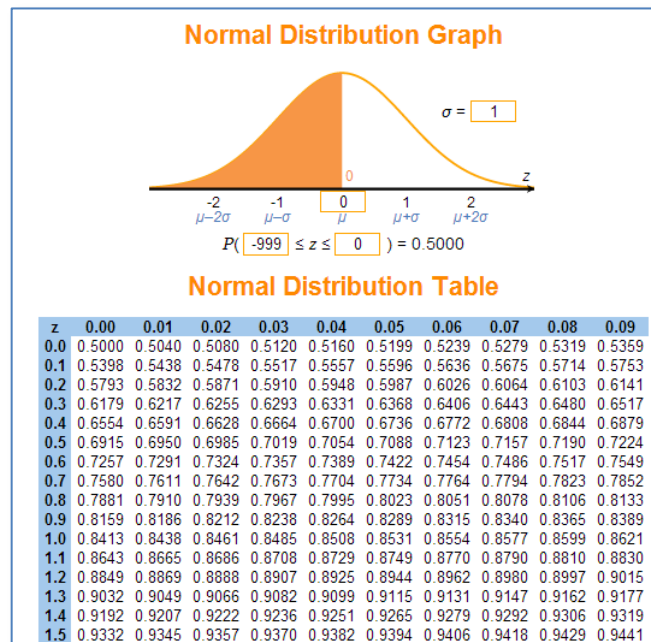 Normal Distribution Graph
σ = 1
0
z
-2 -1 0 1 2
μ–2σ μ–σ μ μ+σ μ+2σ
P( -999 ≤ z ≤ 0 ) = 0.5000
Normal Distribution Table
z 0.00 0.01 0.02 0.03 0.04 0.05 0.06 0.07 0.08 0.09
0.0 0.5000 0.5040 0.5080 0.5120 0.5160 0.5199 0.5239 0.5279 0.5319 0.5359
0.1 0.5398 0.5438 0.5478 0.5517 0.5557 0.5596 0.5636 0.5675 0.5714 0.5753
0.2 0.5793 0.5832 0.5871 0.5910 0.5948 0.5987 0.6026 0.6064 0.6103 0.6141
0.3 0.6179 0.6217 0.6255 0.6293 0.6331 0.6368 0.6406 0.6443 0.6480 0.6517
0.4 0.6554 0.6591 0.6628 0.6664 0.6700 0.6736 0.6772 0.6808 0.6844 0.6879
0.5 0.6915 0.6950 0.6985 0.7019 0.7054 0.7088 0.7123 0.7157 0.7190 0.7224
0.6 0.7257 0.7291 0.7324 0.7357 0.7389 0.7422 0.7454 0.7486 0.7517 0.7549
0.7 0.7580 0.7611 0.7642 0.7673 0.7704 0.7734 0.7764 0.7794 0.7823 0.7852
0.8 0.7881 0.7910 0.7939 0.7967 0.7995 0.8023 0.8051 0.8078 0.8106 0.8133
0.9 0.8159 0.8186 0.8212 0.8238 0.8264 0.8289 0.8315 0.8340 0.8365 0.8389
1.0 0.8413 0.8438 0.8461 0.8485 0.8508 0.8531 0.8554 0.8577 0.8599 0.8621
1.1 0.8643 0.8665 0.8686 0.8708 0.8729 0.8749 0.8770 0.8790 0.8810 0.8830
1.2 0.8849 0.8869 0.8888 0.8907 0.8925 0.8944 0.8962 0.8980 0.8997 0.9015
1.3 0.9032 0.9049 0.9066 0.9082 0.9099 0.9115 0.9131 0.9147 0.9162 0.9177
1.4 0.9192 0.9207 0.9222 0.9236 0.9251 0.9265 0.9279 0.9292 0.9306 0.9319
1.5 0.9332 0.9345 0.9357 0.9370 0.9382 0.9394 0.9406 0.9418 0.9429 0.9441